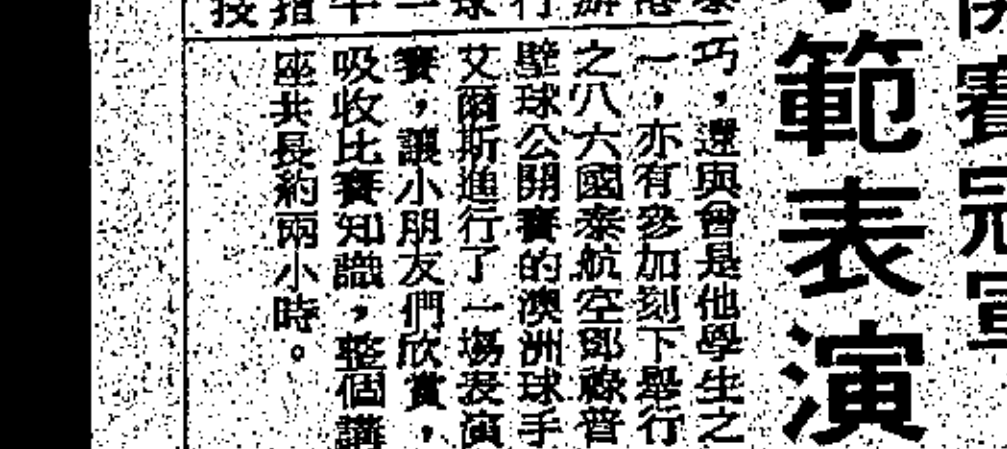 範表演
巧，還與曾是他學生之
一，亦有參加刻下舉行
之八六國泰航空鄧祿普
壁球公開賽的澳洲球手
艾爾斯進行了一場表演
賽，讓小朋友們欣賞，
吸收比賽知識，整個講
座共長約兩小時。